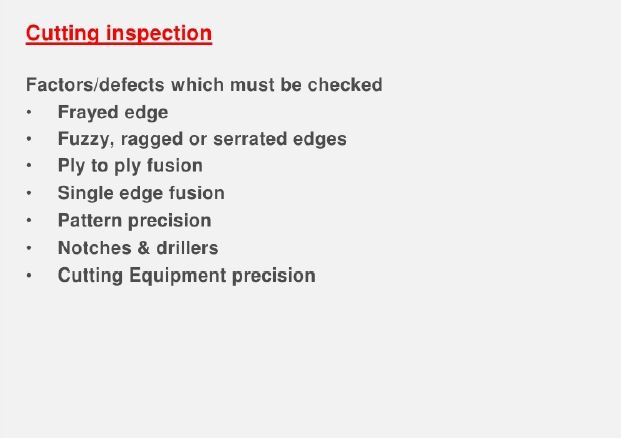 Cutting inspection
Factors/defects which must be checked
• Frayed edge
• Fuzzy, ragged or serrated edges
• Ply to ply fusion
• Single edge fusion
• Pattern precision
• Notches & drillers
• Cutting Equipment precision